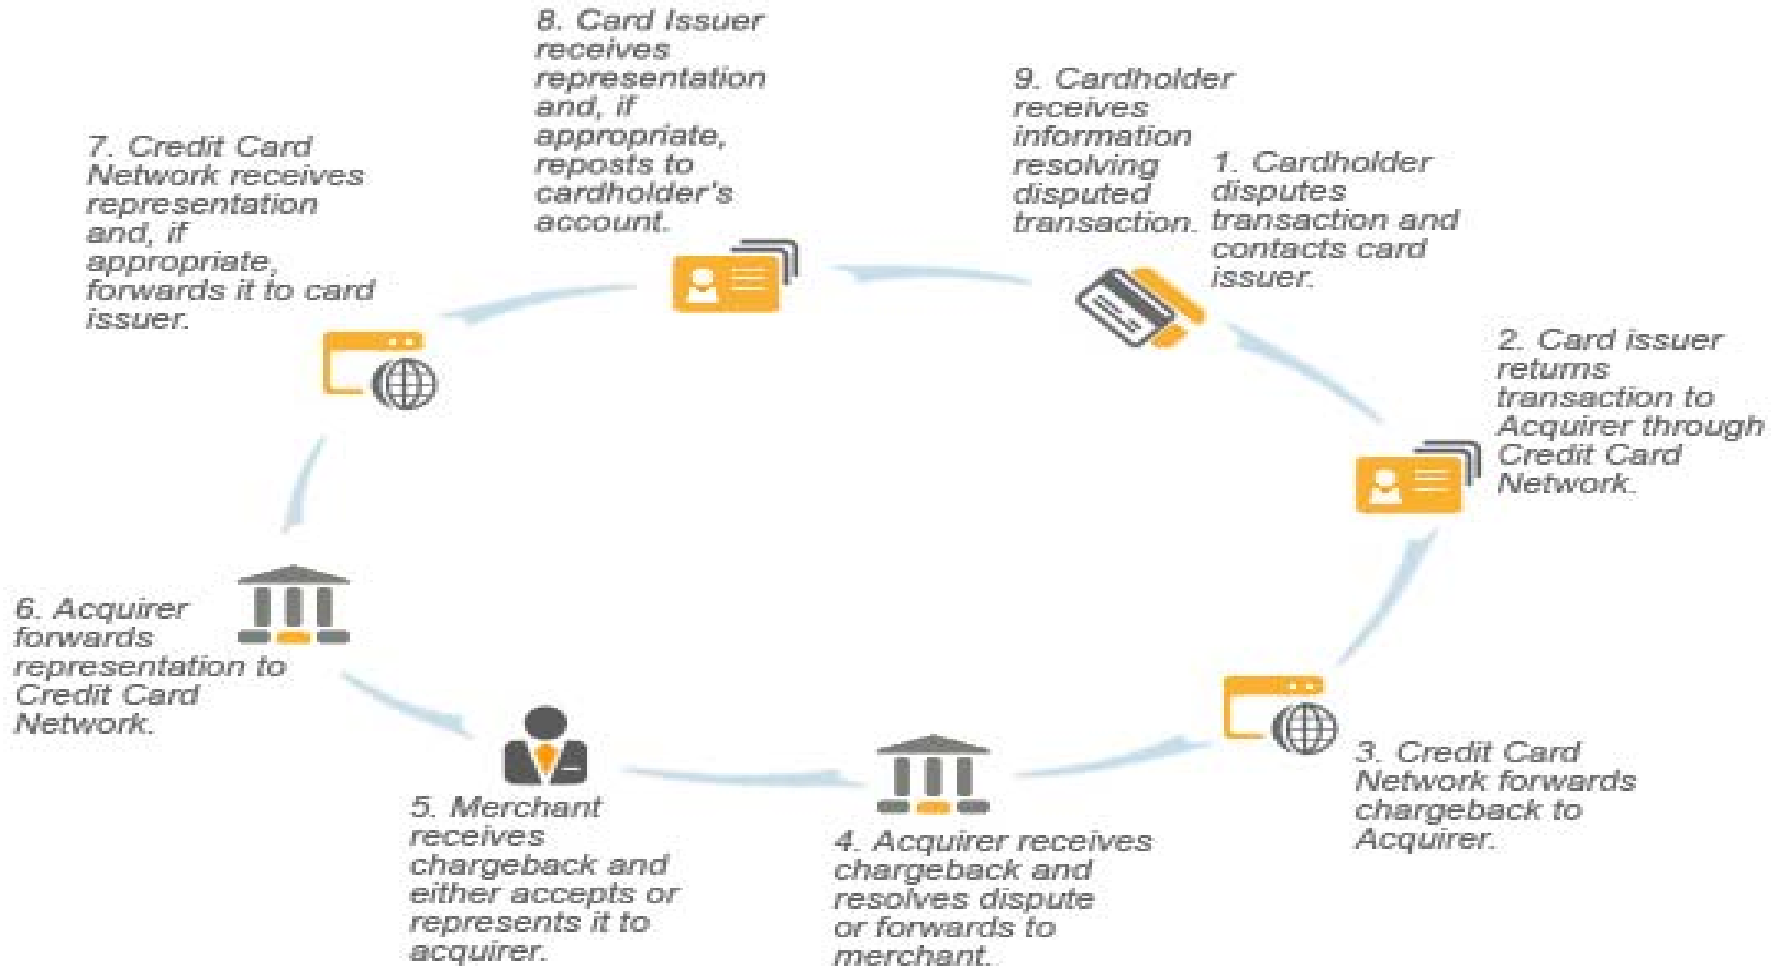 1. Cardholder
disputes
transaction and
contacts card
issuer.
2. Card issuer
returns
transaction to
Acquirer through
Credit Card
Network.
3. Credit Card
Network forwards
chargeback to
Acquirer.
4. Acquirer receives
chargeback and
resolves dispute
or forwards to
merchant.
5. Merchant
receives
chargeback and
either accepts or
represents it to
acquirer.
6. Acquirer
forwards
representation to
Credit Card
Network.
7. Credit Card
Network receives
representation
and, if
appropriate,
forwards it to card
issuer.
8. Card Issuer
receives
representation
and, if
appropriate,
reposts to
cardholder's
account.
9. Cardholder
receives
information
resolving
disputed
transaction.